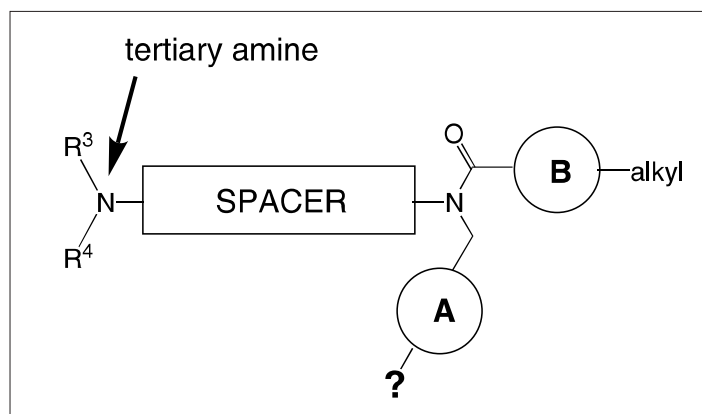 tertiary amine
R³
N
R⁴
SPACER
N
O
B
alkyl
A
?